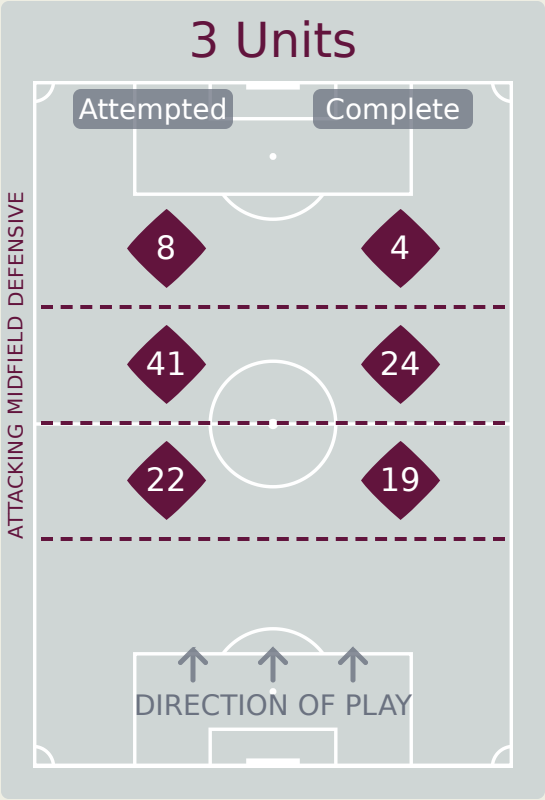 3 Units
Attempted Complete
8 4
41 24
22 19
ATTACKING MIDFIELD DEFENSIVE
DIRECTION OF PLAY